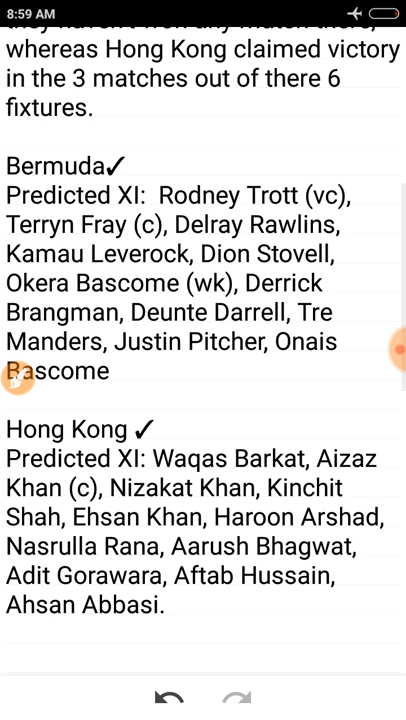 8:59 AM
whereas Hong Kong claimed victory
in the 3 matches out of there 6
fixtures.
Bermuda✓
Predicted XI:  Rodney Trott (vc),
Terryn Fray (c), Delray Rawlins,
Kamau Leverock, Dion Stovell,
Okera Bascome (wk), Derrick
Brangman, Deunte Darrell, Tre
Manders, Justin Pitcher, Onais
Bascome
Hong Kong ✓
Predicted XI: Waqas Barkat, Aizaz
Khan (c), Nizakat Khan, Kinchit
Shah, Ehsan Khan, Haroon Arshad,
Nasrulla Rana, Aarush Bhagwat,
Adit Gorawara, Aftab Hussain,
Ahsan Abbasi.